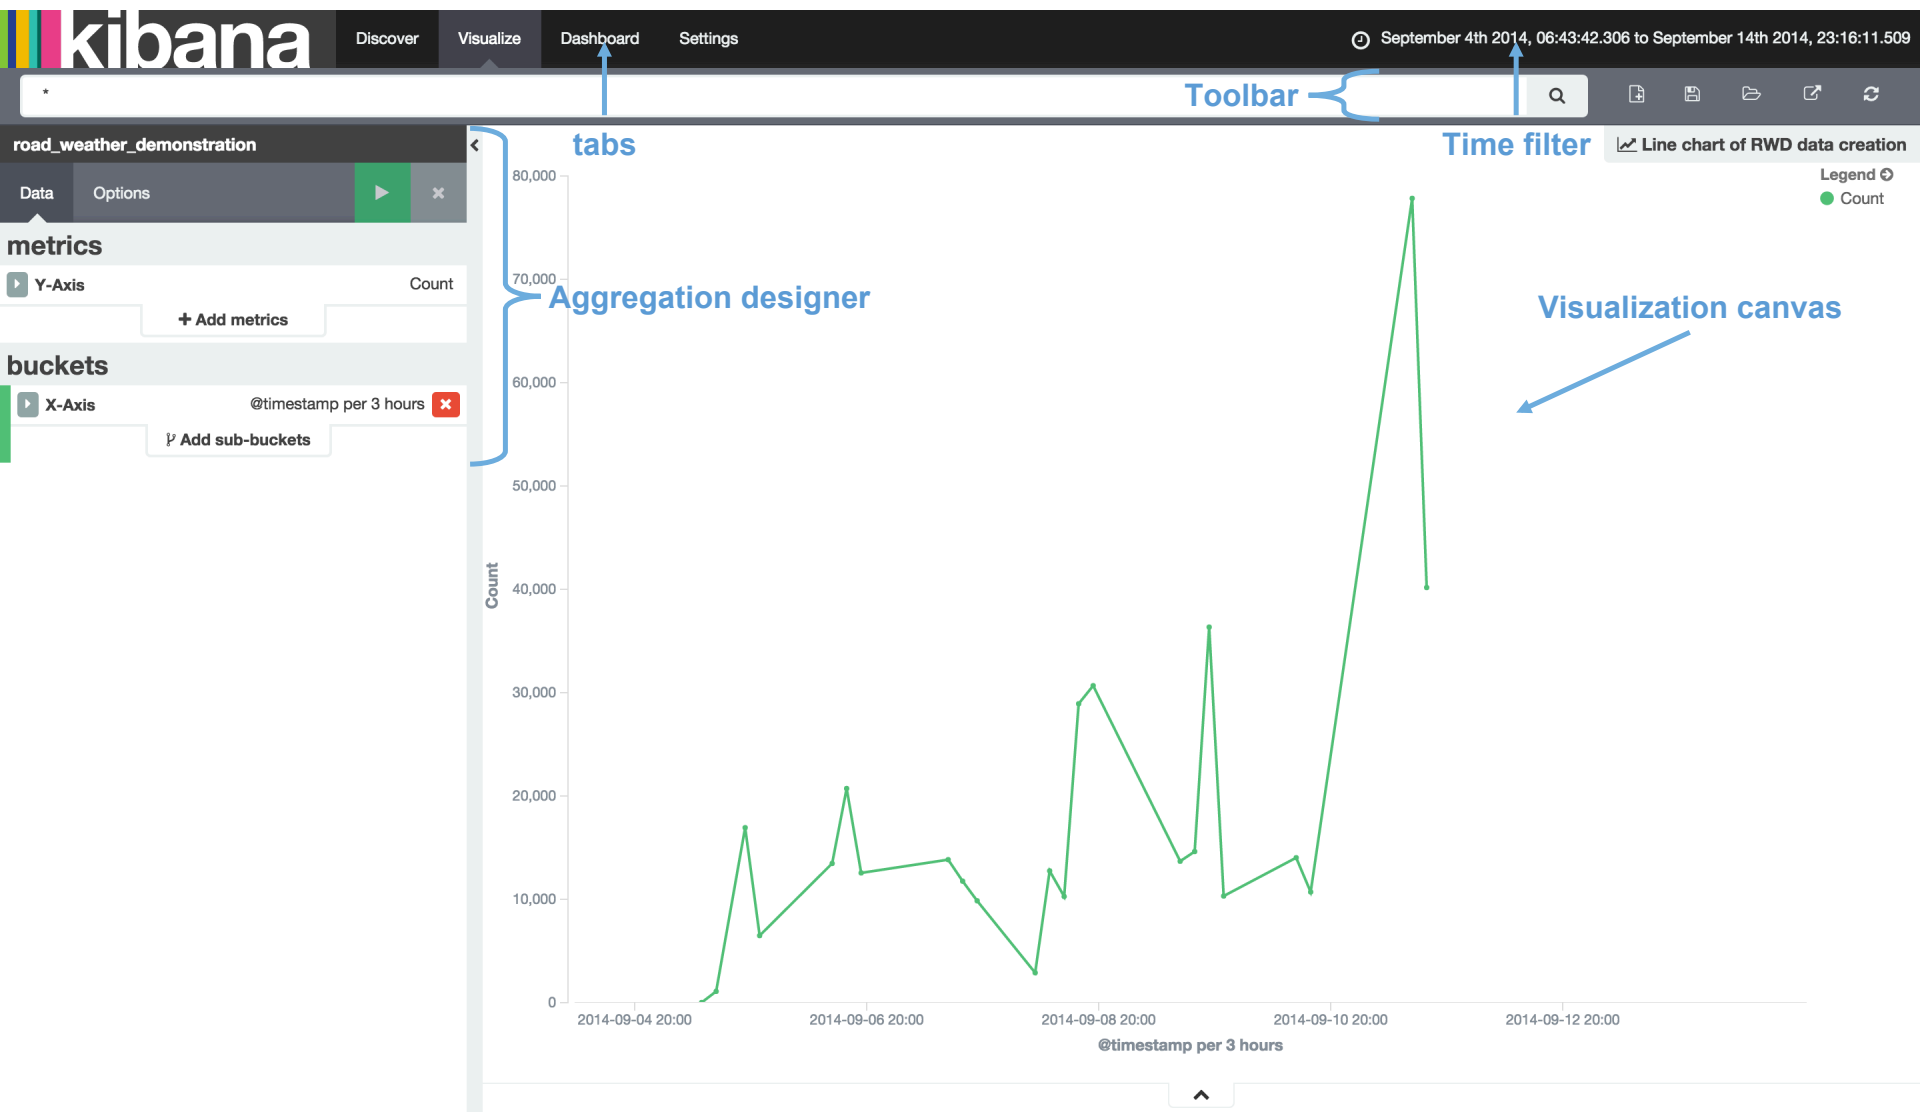 kibana
Discover Visualize Dashboard Settings
September 4th 2014, 06:43:42.306 to September 14th 2014, 23:16:11.509
*
Toolbar
road_weather_demonstration
tabs
Time filter
Line chart of RWD data creation
Data Options
Legend
Count
metrics
Y-Axis Count
Add metrics
buckets
X-Axis @timestamp per 3 hours
Add sub-buckets
Aggregation designer
Visualization canvas
80,000
70,000
60,000
50,000
40,000
30,000
20,000
10,000
0
Count
2014-09-04 20:00 2014-09-06 20:00 2014-09-08 20:00 2014-09-10 20:00 2014-09-12 20:00
@timestamp per 3 hours